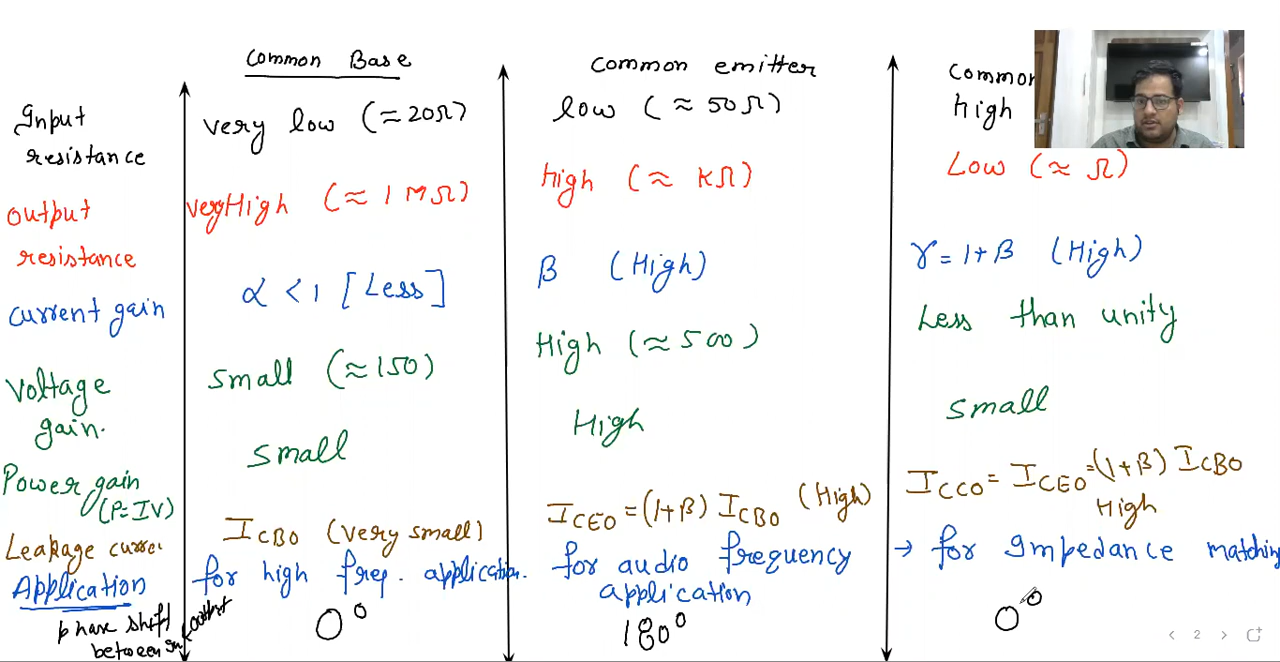 Common Base
Common emitter
Common
Input
resistance
very low (≈20Ω)
low (≈ 50Ω)
high
Output
resistance
veryHigh (≈ 1 MΩ)
high (≈ KΩ)
Low (≈ Ω)
current gain
α < 1 [Less]
β (High)
γ = 1+β (High)
Voltage
gain.
small (≈150)
High (≈500)
Less than unity
Power gain
(P=IV)
small
High
small
Leakage curre
ICBO (very small)
ICEO = (1+β) ICBO (High)
ICCO = ICEO = (1+β) ICBO
High
Application
for high freq. application.
for audio frequency
application
→ for Impedance matching
phase shift
between
0°
180°
0°
2